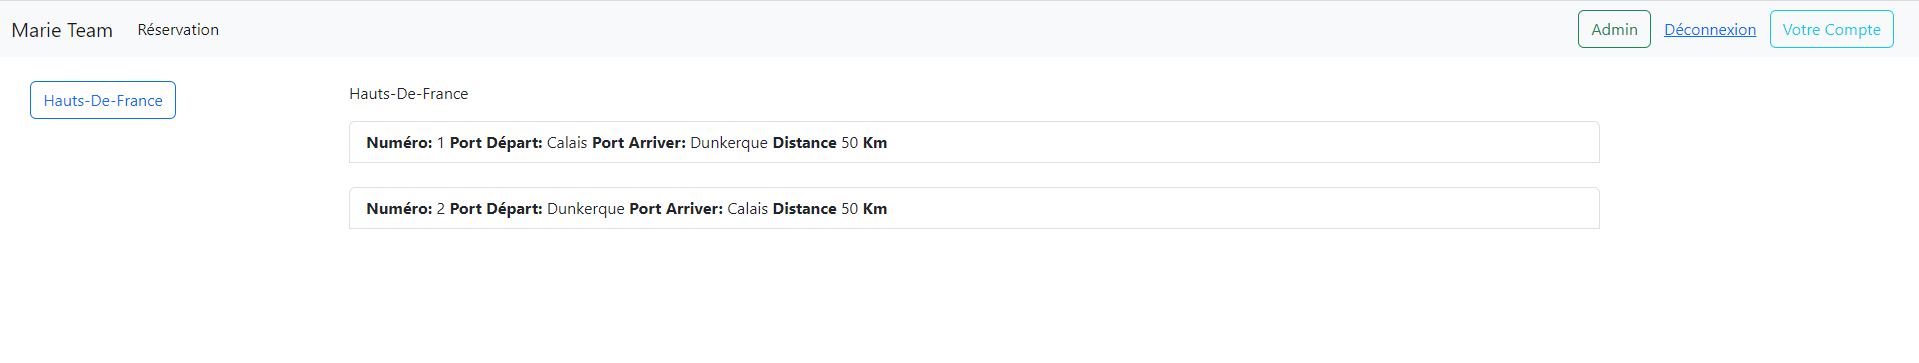 Marie Team Réservation Admin Déconnexion Votre Compte
Hauts-De-France
Hauts-De-France
Numéro: 1 Port Départ: Calais Port Arriver: Dunkerque Distance 50 Km
Numéro: 2 Port Départ: Dunkerque Port Arriver: Calais Distance 50 Km